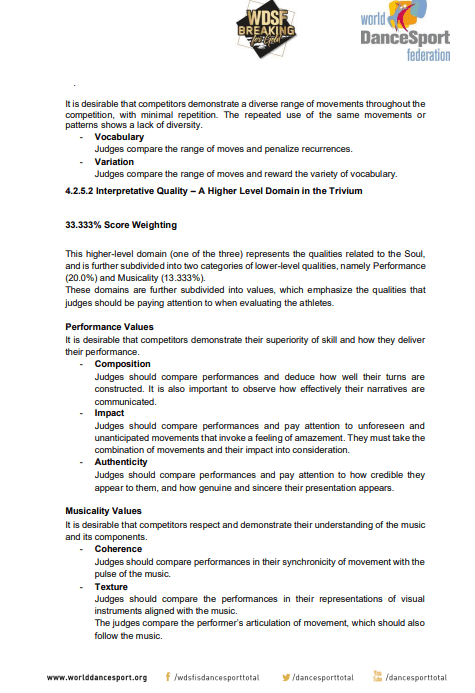 WDSF
BREAKING
for Gold
world
DanceSport
federation
.
It is desirable that competitors demonstrate a diverse range of movements throughout the
competition, with minimal repetition. The repeated use of the same movements or
patterns shows a lack of diversity.
- Vocabulary
Judges compare the range of moves and penalize recurrences.
- Variation
Judges compare the range of moves and reward the variety of vocabulary.
4.2.5.2 Interpretative Quality – A Higher Level Domain in the Trivium
33.333% Score Weighting
This higher-level domain (one of the three) represents the qualities related to the Soul,
and is further subdivided into two categories of lower-level qualities, namely Performance
(20.0%) and Musicality (13.333%).
These domains are further subdivided into values, which emphasize the qualities that
judges should be paying attention to when evaluating the athletes.
Performance Values
It is desirable that competitors demonstrate their superiority of skill and how they deliver
their performance.
- Composition
Judges should compare performances and deduce how well their turns are
constructed. It is also important to observe how effectively their narratives are
communicated.
- Impact
Judges should compare performances and pay attention to unforeseen and
unanticipated movements that invoke a feeling of amazement. They must take the
combination of movements and their impact into consideration.
- Authenticity
Judges should compare performances and pay attention to how credible they
appear to them, and how genuine and sincere their presentation appears.
Musicality Values
It is desirable that competitors respect and demonstrate their understanding of the music
and its components.
- Coherence
Judges should compare performances in their synchronicity of movement with the
pulse of the music.
- Texture
Judges should compare the performances in their representations of visual
instruments aligned with the music.
The judges compare the performer's articulation of movement, which should also
follow the music.
www.worlddancesport.org f /wdsfisdancesporttotal /dancesporttotal You Tube /dancesporttotal